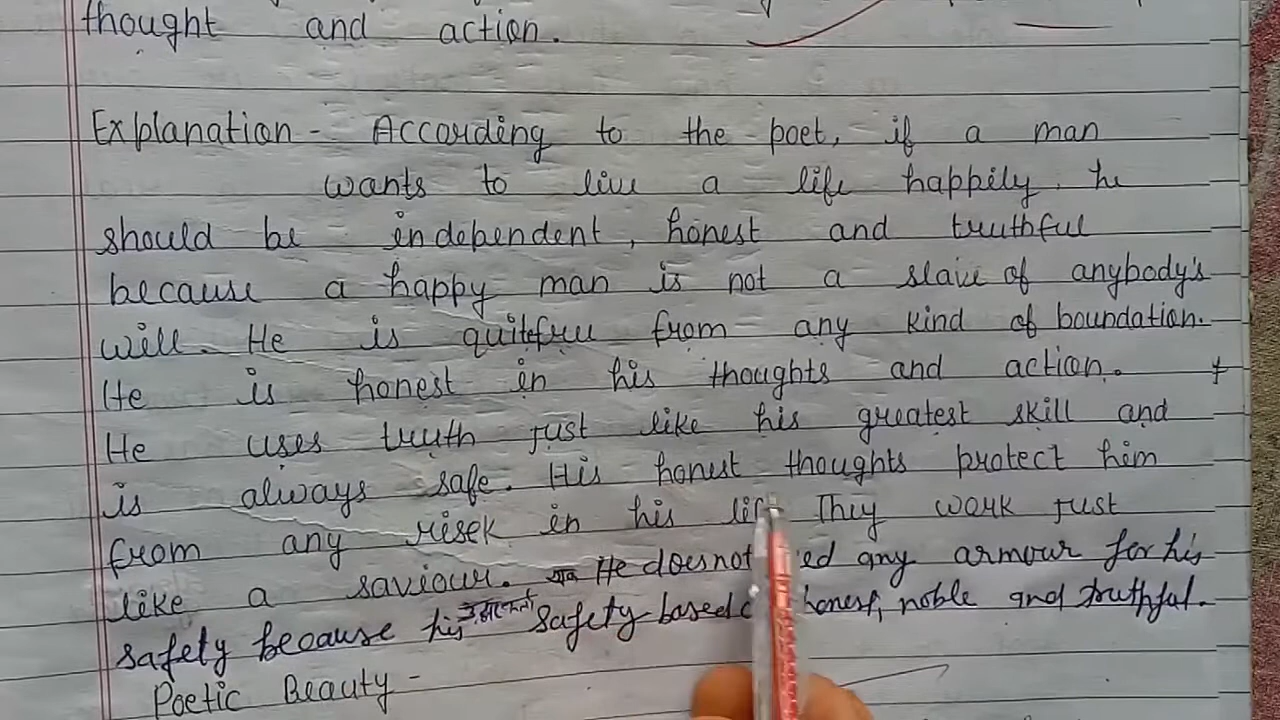 thought and action.
Explanation - According to the poet, if a man
wants to live a life happily. he
should be independent, honest and truthful
because a happy man is not a slave of anybody's
will. He is quite free from any kind of boundation.
He is honest in his thoughts and action.
He uses truth just like his greatest skill and
is always safe. His honest thoughts protect him
from any risek in his They work just
like a saviour. He does not any armour for his
safety because his safety based honest, noble and truthful.
Poetic Beauty -